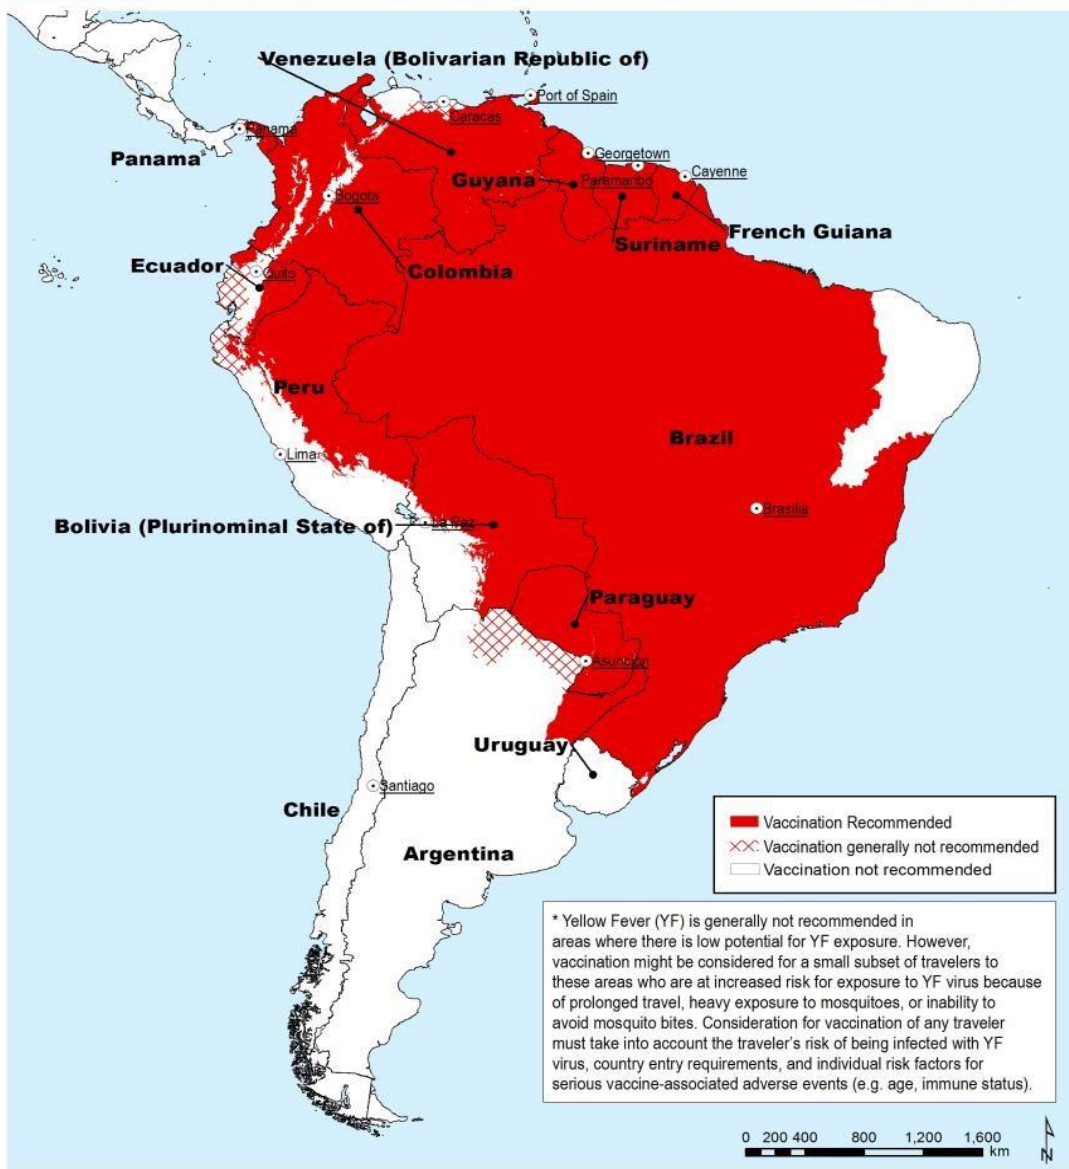 Venezuela (Bolivarian Republic of)
Port of Spain
Caracas
Panama
Panama
Georgetown
Cayenne
Guyana
Paramaribo
Bogota
French Guiana
Suriname
Ecuador
Quito
Colombia
Peru
Brazil
Lima
Brasilia
Bolivia (Plurinominal State of)
La Paz
Paraguay
Asunción
Uruguay
Santiago
Chile
Argentina
Vaccination Recommended
Vaccination generally not recommended
Vaccination not recommended
* Yellow Fever (YF) is generally not recommended in
areas where there is low potential for YF exposure. However,
vaccination might be considered for a small subset of travelers to
these areas who are at increased risk for exposure to YF virus because
of prolonged travel, heavy exposure to mosquitoes, or inability to
avoid mosquito bites. Consideration for vaccination of any traveler
must take into account the traveler's risk of being infected with YF
virus, country entry requirements, and individual risk factors for
serious vaccine-associated adverse events (e.g. age, immune status).
0 200 400 800 1,200 1,600
km
N